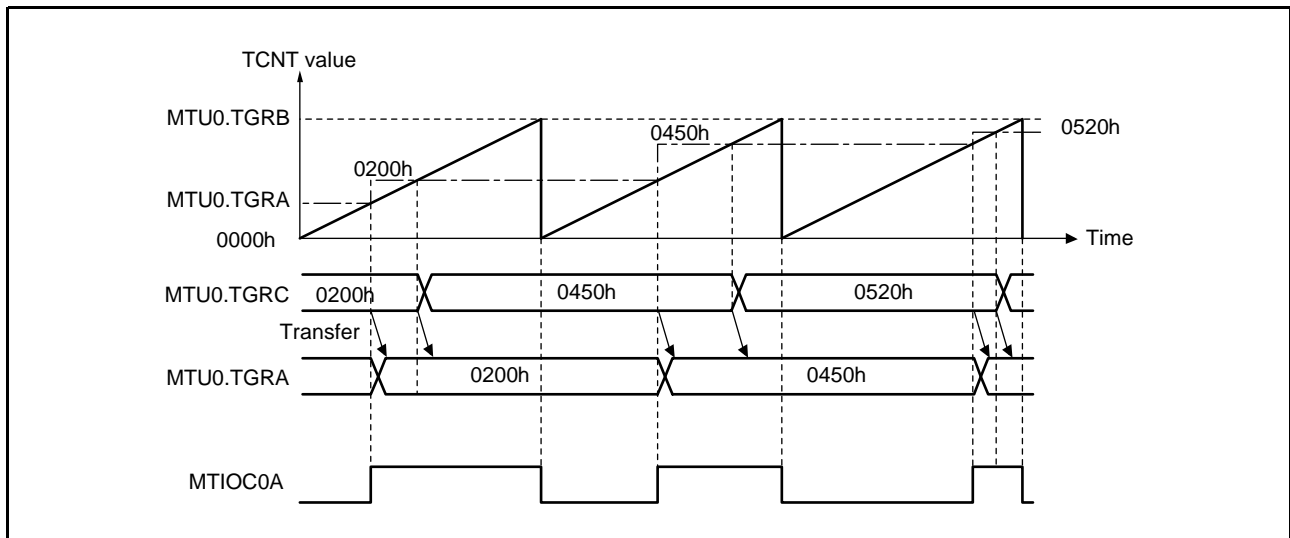 TCNT value
MTU0.TGRB
0520h
0450h
0200h
MTU0.TGRA
0000h
Time
MTU0.TGRC
0200h
0450h
0520h
Transfer
MTU0.TGRA
0200h
0450h
MTIOC0A